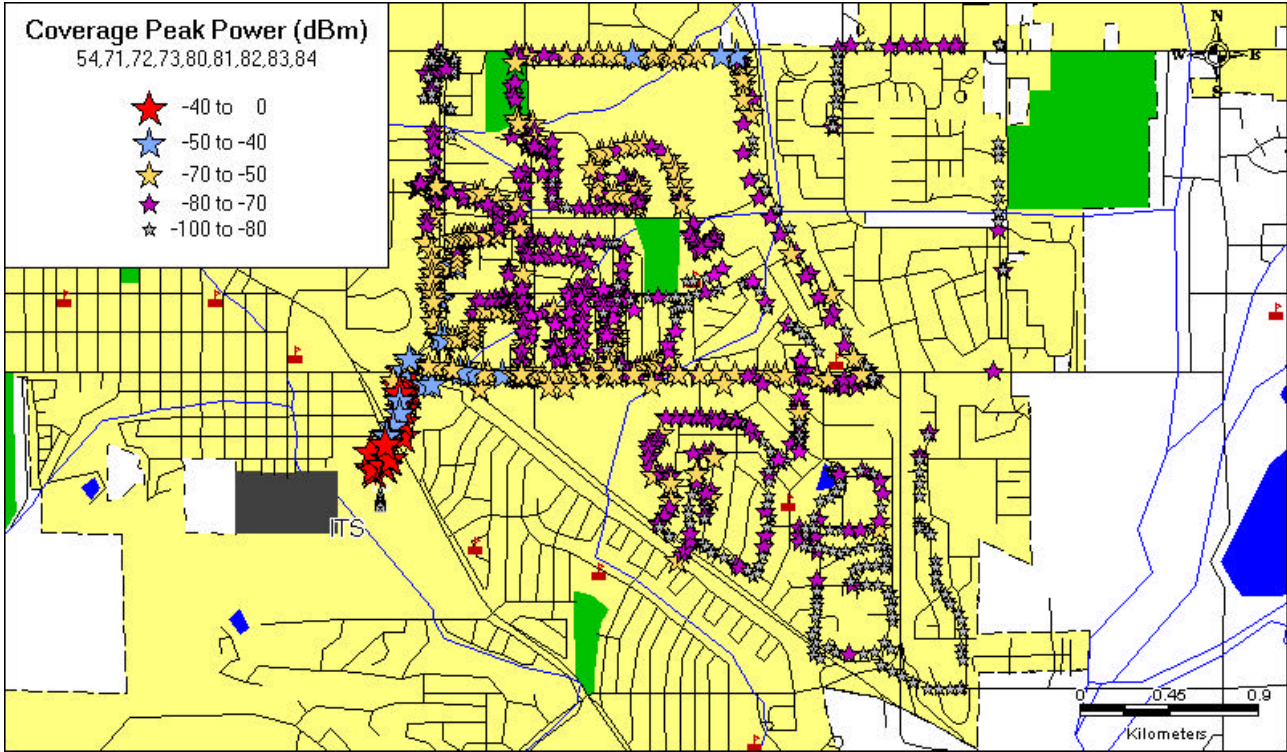 Coverage Peak Power (dBm)
54,71,72,73,80,81,82,83,84
-40 to 0
-50 to -40
-70 to -50
-80 to -70
-100 to -80
N
W E
S
ITS
0 0.45 0.9
Kilometers